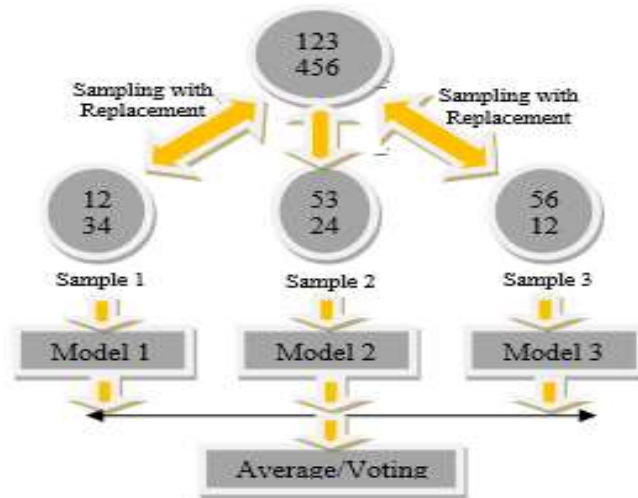 123
456
Sampling with
Replacement
Sampling with
Replacement
12
34
53
24
56
12
Sample 1
Sample 2
Sample 3
Model 1
Model 2
Model 3
Average/Voting